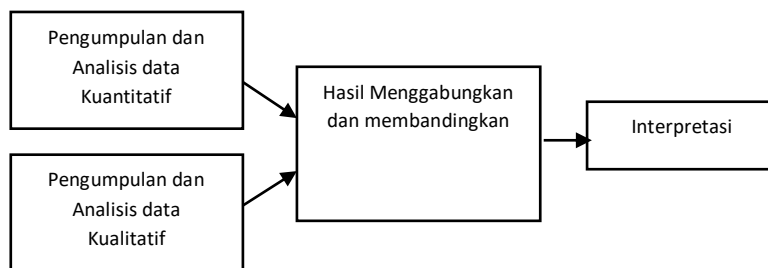 Pengumpulan dan
Analisis data
Kuantitatif
Pengumpulan dan
Analisis data
Kualitatif
Hasil Menggabungkan
dan membandingkan
Interpretasi